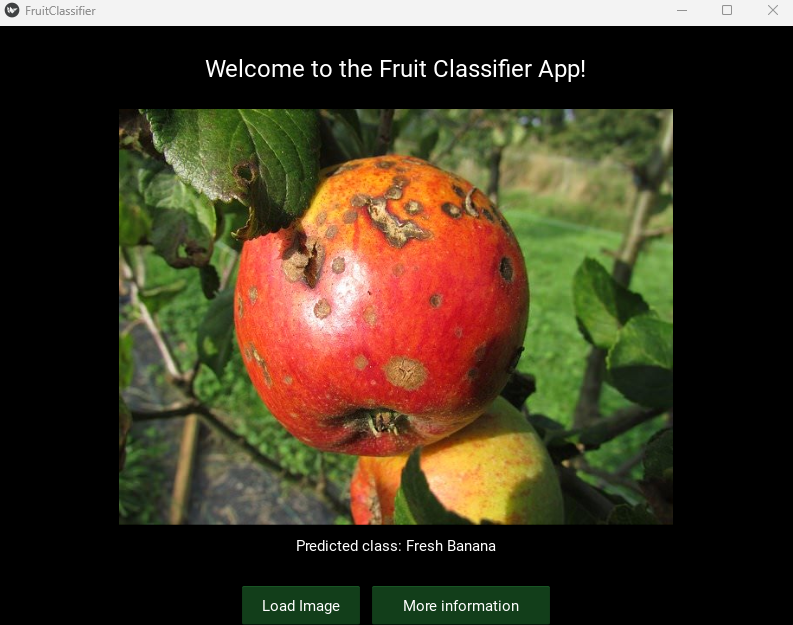 FruitClassifier
Welcome to the Fruit Classifier App!
Predicted class: Fresh Banana
Load Image
More information